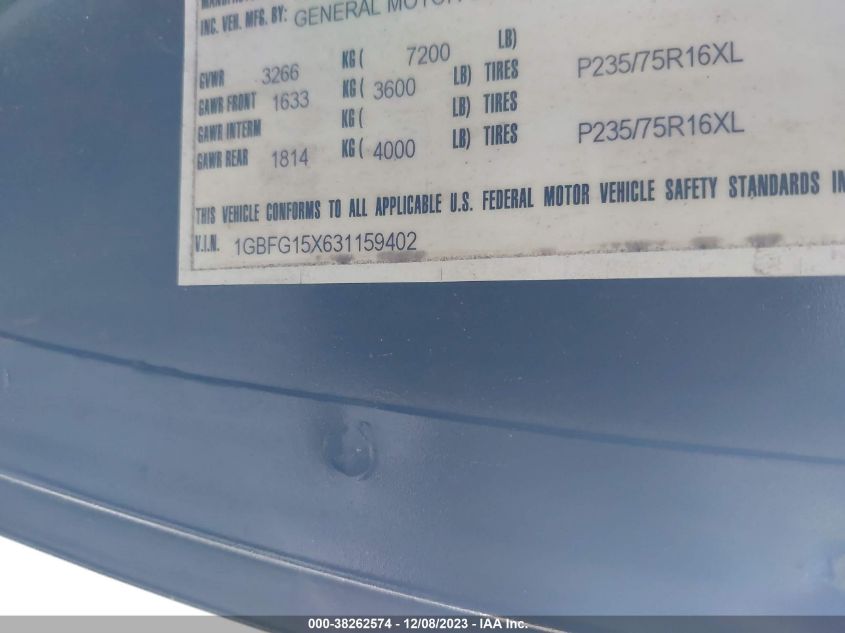 INC. VEH. MFG. BY: GENERAL MOTOR
GVWR 3266 KG( 7200 LB)
GAWR FRONT 1633 KG( 3600 LB) TIRES P235/75R16XL
GAWR INTERM KG( LB) TIRES
GAWR REAR 1814 KG( 4000 LB) TIRES P235/75R16XL
THIS VEHICLE CONFORMS TO ALL APPLICABLE U.S. FEDERAL MOTOR VEHICLE SAFETY STANDARDS IN
V.I.N. 1GBFG15X631159402
000-38262574 - 12/08/2023 - IAA Inc.